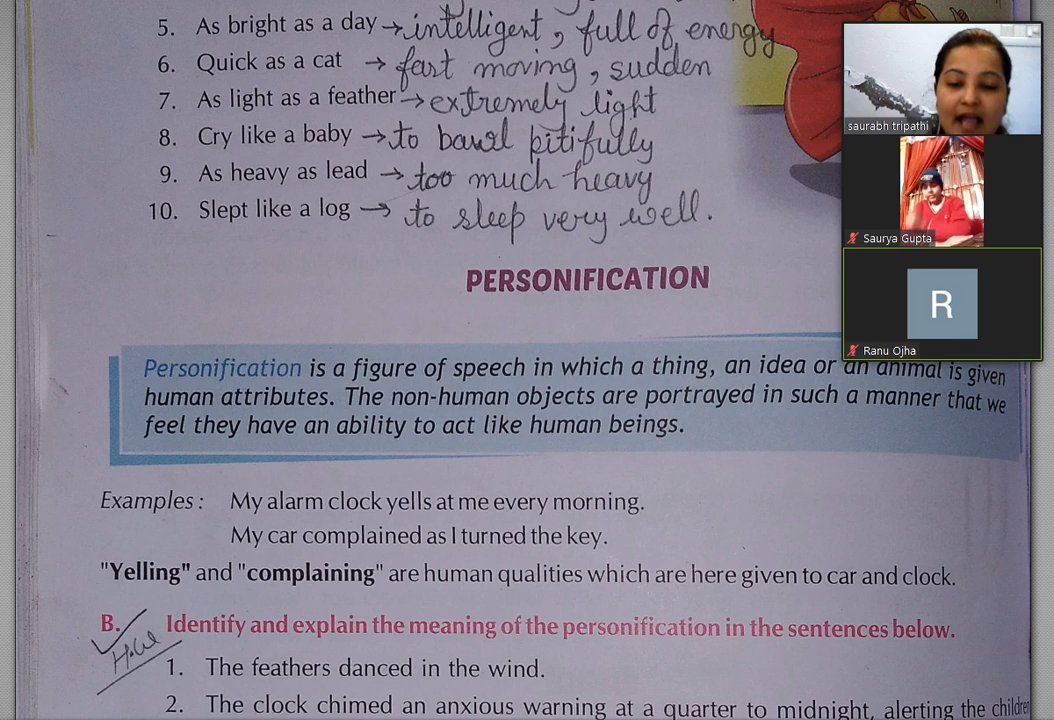 5. As bright as a day → intelligent, full of energy
6. Quick as a cat → fast moving, sudden
7. As light as a feather → extremely light
8. Cry like a baby → to bawl pitifully
9. As heavy as lead → too much heavy
10. Slept like a log → to sleep very well.
saurabh tripathi
Saurya Gupta
R
Ranu Ojha
PERSONIFICATION
Personification is a figure of speech in which a thing, an idea or an animal is given
human attributes. The non-human objects are portrayed in such a manner that we
feel they have an ability to act like human beings.
Examples : My alarm clock yells at me every morning.
My car complained as I turned the key.
"Yelling" and "complaining" are human qualities which are here given to car and clock.
B. Identify and explain the meaning of the personification in the sentences below.
H.W
1. The feathers danced in the wind.
2. The clock chimed an anxious warning at a quarter to midnight, alerting the children